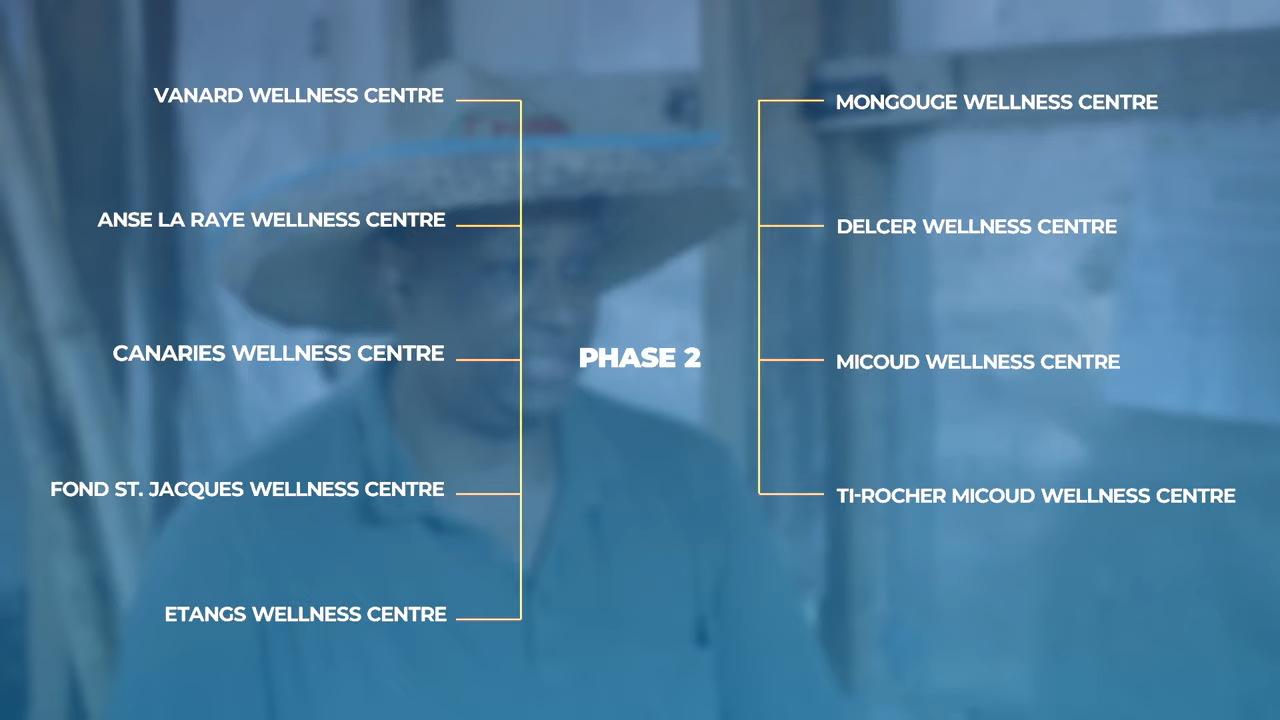 VANARD WELLNESS CENTRE
ANSE LA RAYE WELLNESS CENTRE
CANARIES WELLNESS CENTRE
FOND ST. JACQUES WELLNESS CENTRE
ETANGS WELLNESS CENTRE
PHASE 2
MONGOUGE WELLNESS CENTRE
DELCER WELLNESS CENTRE
MICOUD WELLNESS CENTRE
TI-ROCHER MICOUD WELLNESS CENTRE